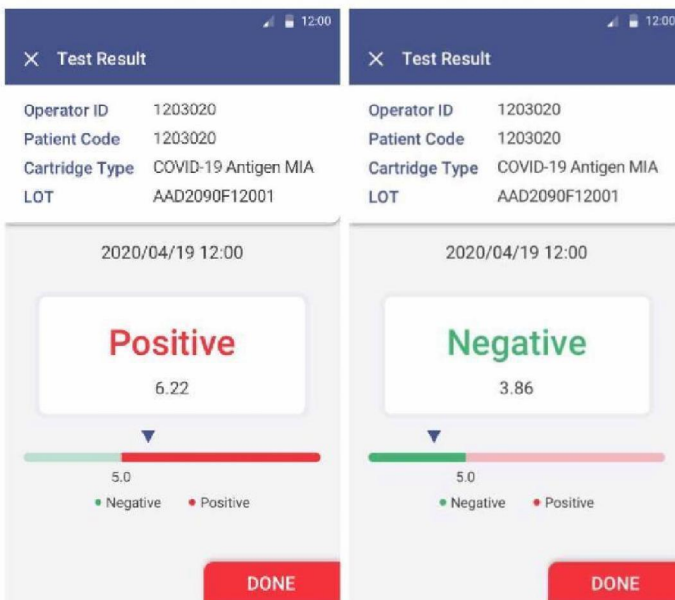 12:00
× Test Result
Operator ID 1203020
Patient Code 1203020
Cartridge Type COVID-19 Antigen MIA
LOT AAD2090F12001
2020/04/19 12:00
Positive
6.22
5.0
• Negative • Positive
DONE
12:00
× Test Result
Operator ID 1203020
Patient Code 1203020
Cartridge Type COVID-19 Antigen MIA
LOT AAD2090F12001
2020/04/19 12:00
Negative
3.86
5.0
• Negative • Positive
DONE